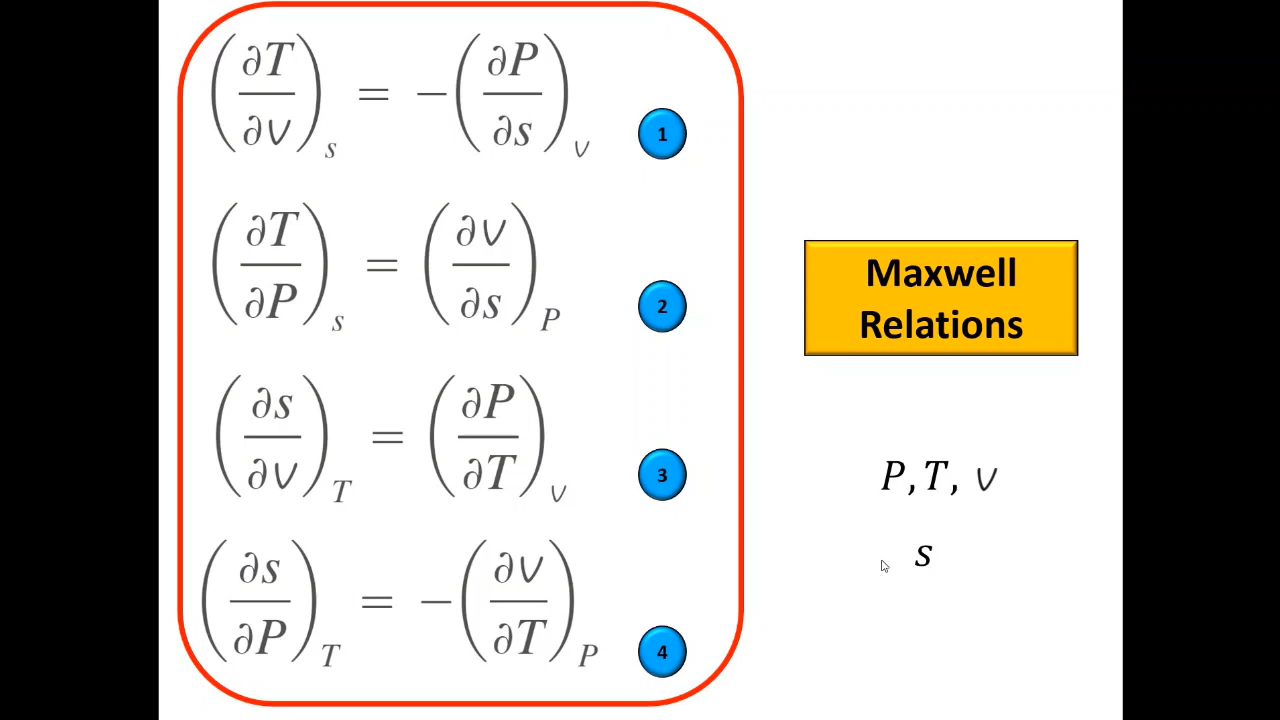 (∂T/∂v)_s = −(∂P/∂s)_v 1
(∂T/∂P)_s = (∂v/∂s)_P 2
(∂s/∂v)_T = (∂P/∂T)_v 3
(∂s/∂P)_T = −(∂v/∂T)_P 4
Maxwell
Relations
P, T, v
s